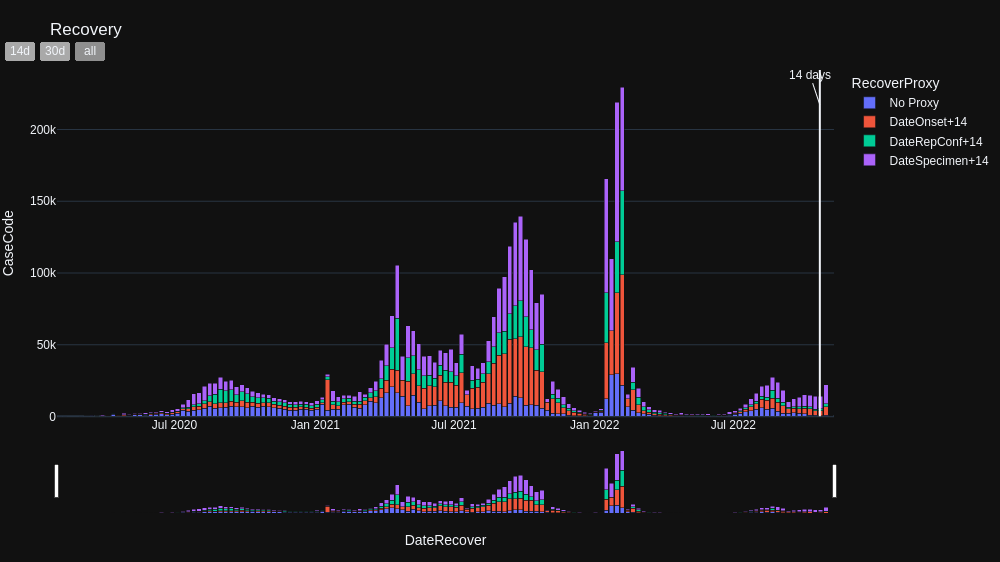 Recovery
14d 30d all
14 days
RecoverProxy
No Proxy
DateOnset+14
DateRepConf+14
DateSpecimen+14
CaseCode
200k
150k
100k
50k
0
Jul 2020 Jan 2021 Jul 2021 Jan 2022 Jul 2022
DateRecover